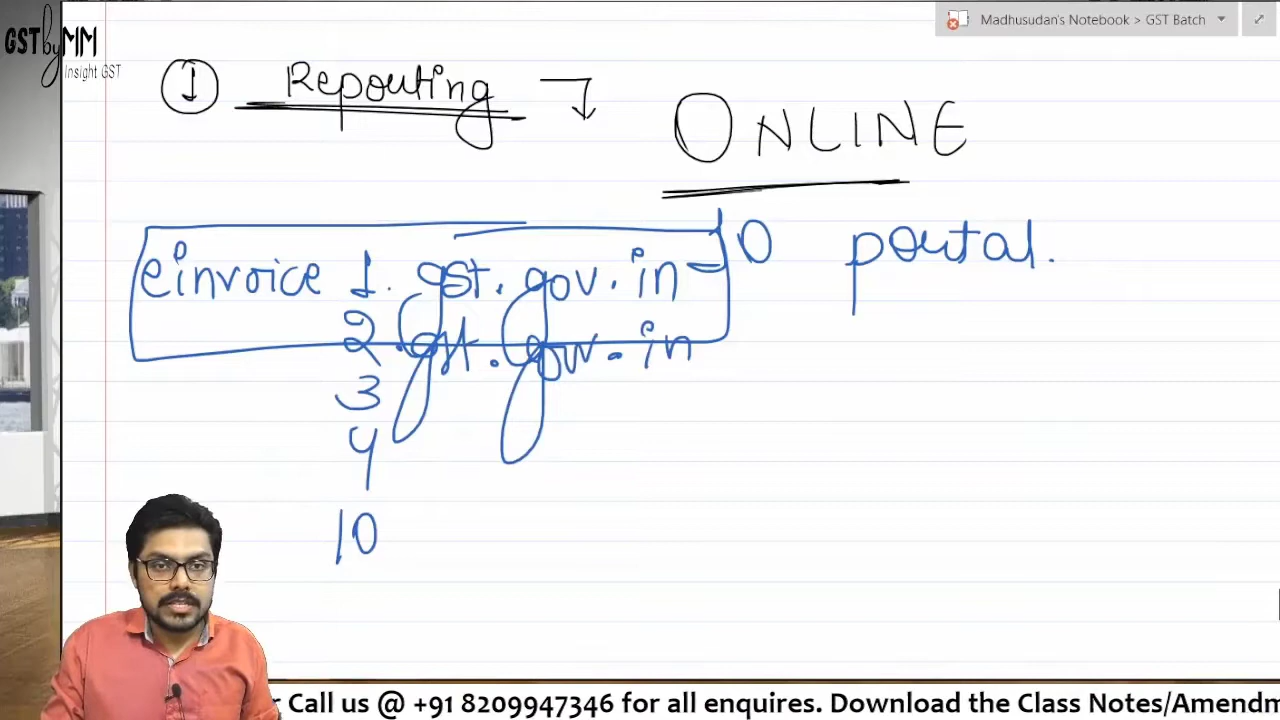 GST by MM
Insight GST
Madhusudan's Notebook > GST Batch
① Reporting
ONLINE
einvoice 1. gst. gov. in
10 portal.
2 .gst. gov. in
3
4
10
Call us @ +91 8209947346 for all enquires. Download the Class Notes/Amendm